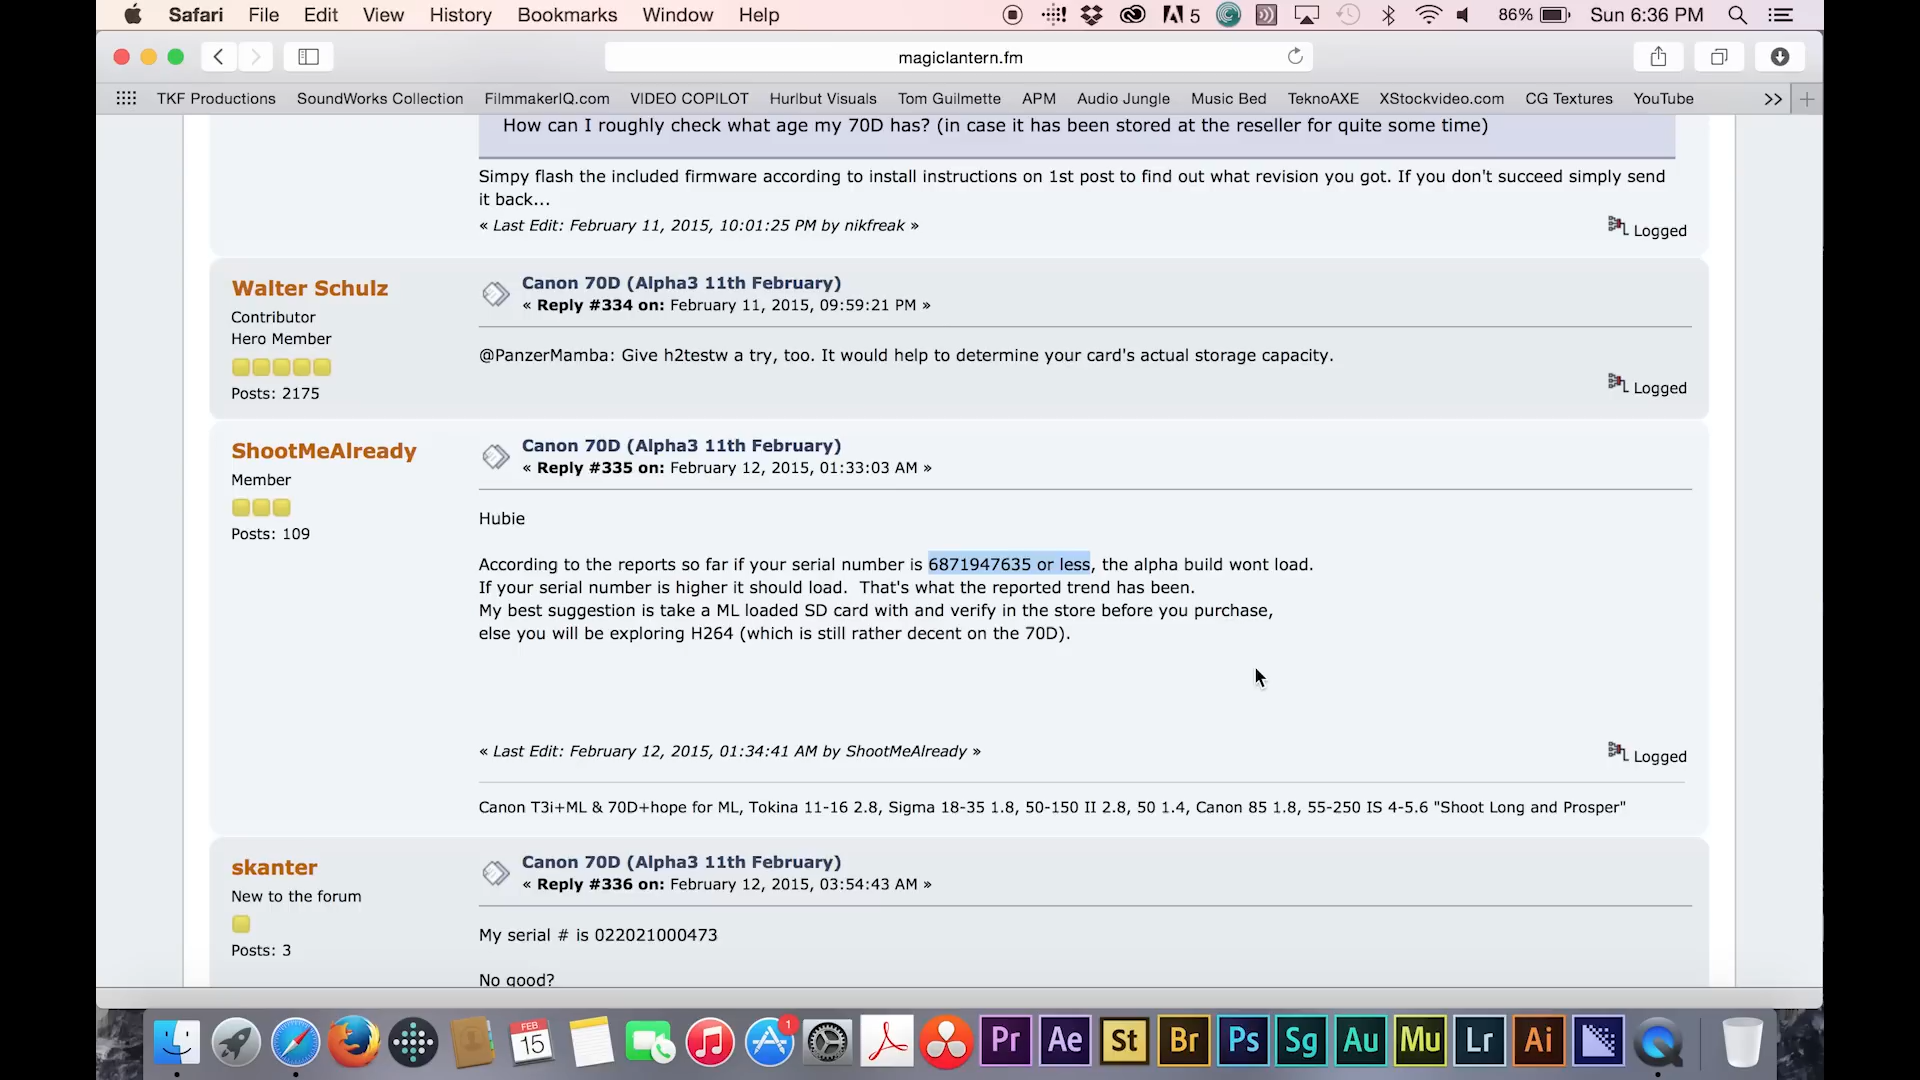 Safari File Edit View History Bookmarks Window Help 5 86% Sun 6:36 PM
magiclantern.fm
TKF Productions SoundWorks Collection FilmmakerIQ.com VIDEO COPILOT Hurlbut Visuals Tom Guilmette APM Audio Jungle Music Bed TeknoAXE XStockvideo.com CG Textures YouTube >> +
How can I roughly check what age my 70D has? (in case it has been stored at the reseller for quite some time)
Simpy flash the included firmware according to install instructions on 1st post to find out what revision you got. If you don't succeed simply send
it back...
« Last Edit: February 11, 2015, 10:01:25 PM by nikfreak »
Logged
Walter Schulz
Contributor
Hero Member
Posts: 2175
Canon 70D (Alpha3 11th February)
« Reply #334 on: February 11, 2015, 09:59:21 PM »
@PanzerMamba: Give h2testw a try, too. It would help to determine your card's actual storage capacity.
Logged
ShootMeAlready
Member
Posts: 109
Canon 70D (Alpha3 11th February)
« Reply #335 on: February 12, 2015, 01:33:03 AM »
Hubie
According to the reports so far if your serial number is 6871947635 or less, the alpha build wont load.
If your serial number is higher it should load.  That's what the reported trend has been.
My best suggestion is take a ML loaded SD card with and verify in the store before you purchase,
else you will be exploring H264 (which is still rather decent on the 70D).
« Last Edit: February 12, 2015, 01:34:41 AM by ShootMeAlready »
Logged
Canon T3i+ML & 70D+hope for ML, Tokina 11-16 2.8, Sigma 18-35 1.8, 50-150 II 2.8, 50 1.4, Canon 85 1.8, 55-250 IS 4-5.6 "Shoot Long and Prosper"
skanter
New to the forum
Posts: 3
Canon 70D (Alpha3 11th February)
« Reply #336 on: February 12, 2015, 03:54:43 AM »
My serial # is 022021000473
No good?
FEB 15 1 Pr Ae St Br Ps Sg Au Mu Lr Ai